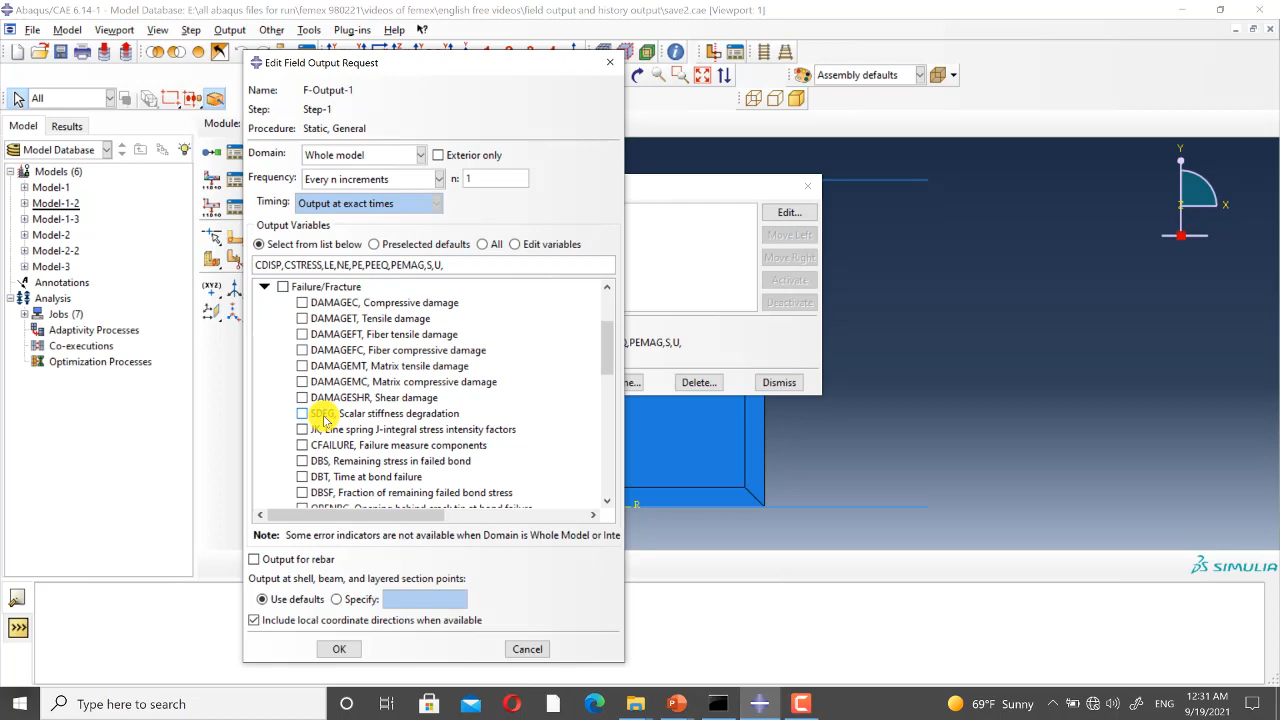 Abaqus/CAE 6.14-1 - Model Database: E:\all abaqus files for run\femex 980221\videos of femex\english free videos\field output and history output\save2.cae [Viewport: 1]
File Model Viewport View Step Output Other Tools Plug-ins Help
Edit Field Output Request
Assembly defaults
All
Name: F-Output-1
Step: Step-1
Procedure: Static, General
Model Results
Module:
Model Database
Domain: Whole model Exterior only
Models (6)
Model-1
Model-1-2
Model-1-3
Model-2
Model-2-2
Model-3
Annotations
Analysis
Jobs (7)
Adaptivity Processes
Co-executions
Optimization Processes
Frequency: Every n increments n: 1
Timing: Output at exact times
Output Variables
Select from list below Preselected defaults All Edit variables
CDISP,CSTRESS,LE,NE,PE,PEEQ,PEMAG,S,U,
Failure/Fracture
DAMAGEC, Compressive damage
DAMAGET, Tensile damage
DAMAGEFT, Fiber tensile damage
DAMAGEFC, Fiber compressive damage
DAMAGEMT, Matrix tensile damage
DAMAGEMC, Matrix compressive damage
DAMAGESHR, Shear damage
SDEG, Scalar stiffness degradation
JK, Line spring J-integral stress intensity factors
CFAILURE, Failure measure components
DBS, Remaining stress in failed bond
DBT, Time at bond failure
DBSF, Fraction of remaining failed bond stress
Note: Some error indicators are not available when Domain is Whole Model or Inte
Output for rebar
Output at shell, beam, and layered section points:
Use defaults Specify:
Include local coordinate directions when available
OK Cancel
Edit...
Move Left
Move Right
Activate
Deactivate
Q,PEMAG,S,U,
me... Delete... Dismiss
Y
Z
X
R
SIMULIA
>>>
(XYZ)
Type here to search
69°F Sunny
ENG
12:31 AM
9/19/2021